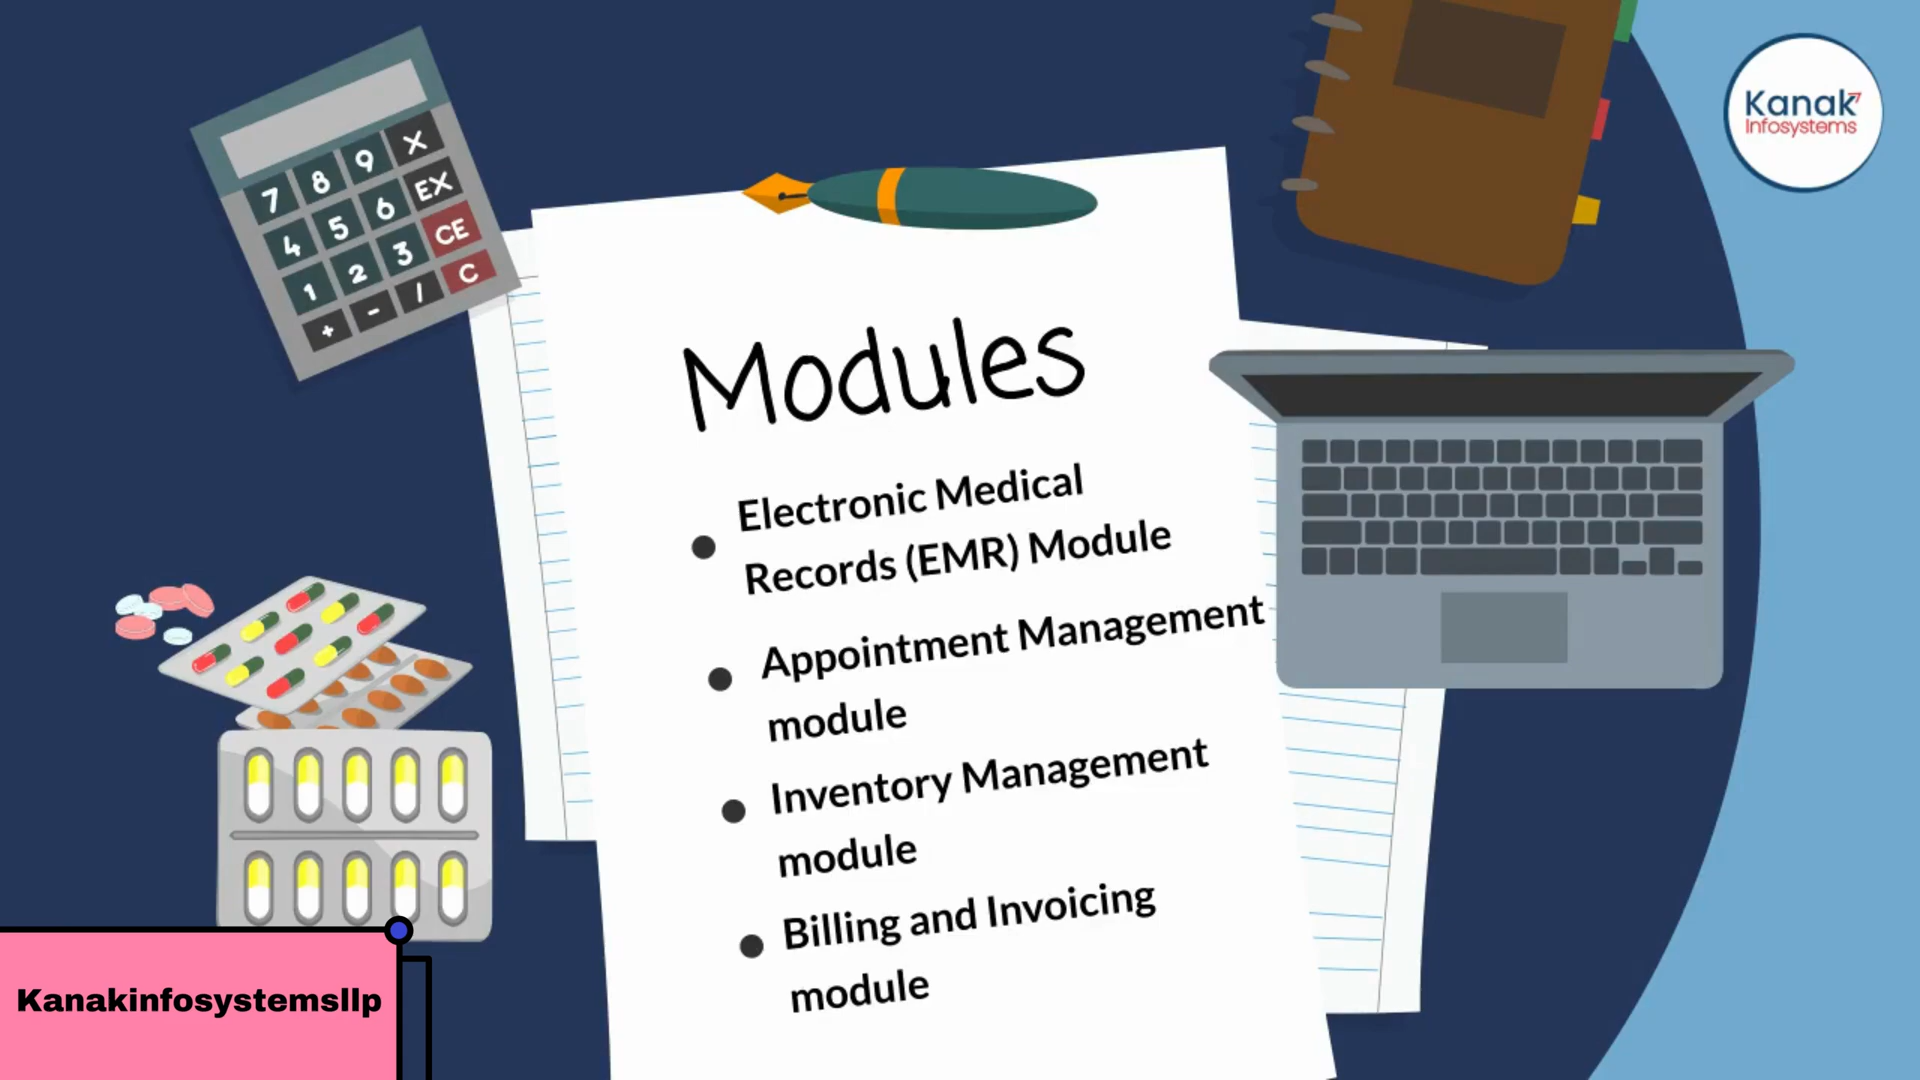 7 8 9 X
4 5 6 EX
1 2 3 CE
+ - / C
Kanak
Infosystems
Modules
Electronic Medical
Records (EMR) Module
Appointment Management
module
Inventory Management
module
Billing and Invoicing
module
Kanakinfosystemsllp